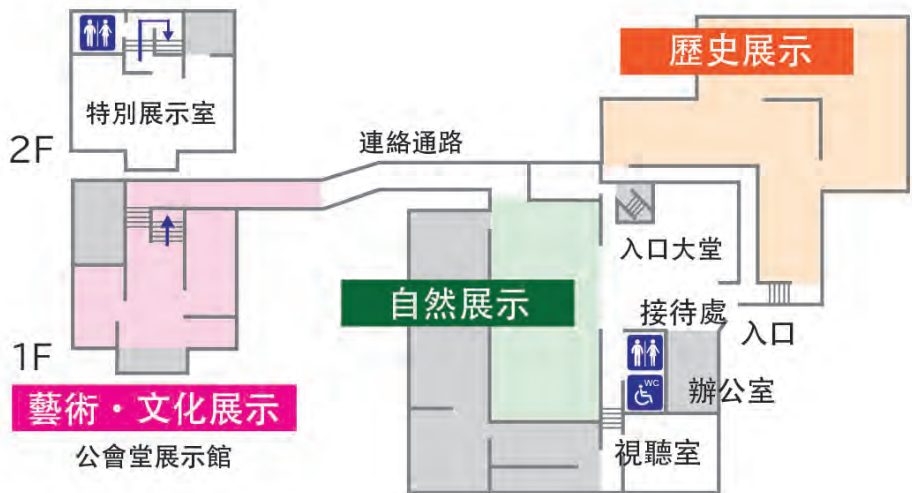 歷史展示
特別展示室
2F
連絡通路
入口大堂
自然展示
接待處
入口
1F
WC
辦公室
藝術・文化展示
公會堂展示館
視聽室